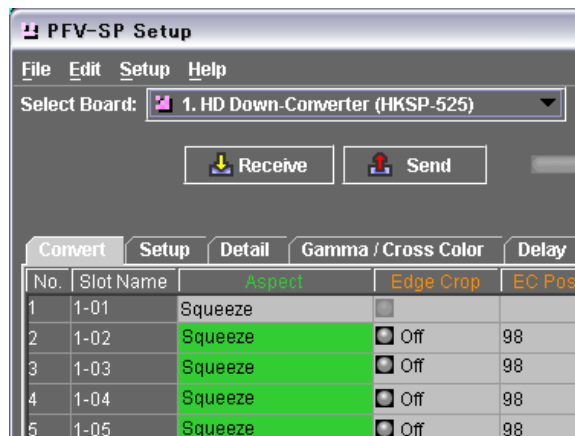 PFV-SP Setup
File Edit Setup Help
Select Board: 1. HD Down-Converter (HKSP-525)
Receive Send
Convert Setup Detail Gamma / Cross Color Delay
No. Slot Name Aspect Edge Crop EC Pos
1 1-01 Squeeze
2 1-02 Squeeze Off 98
3 1-03 Squeeze Off 98
4 1-04 Squeeze Off 98
5 1-05 Squeeze Off 98